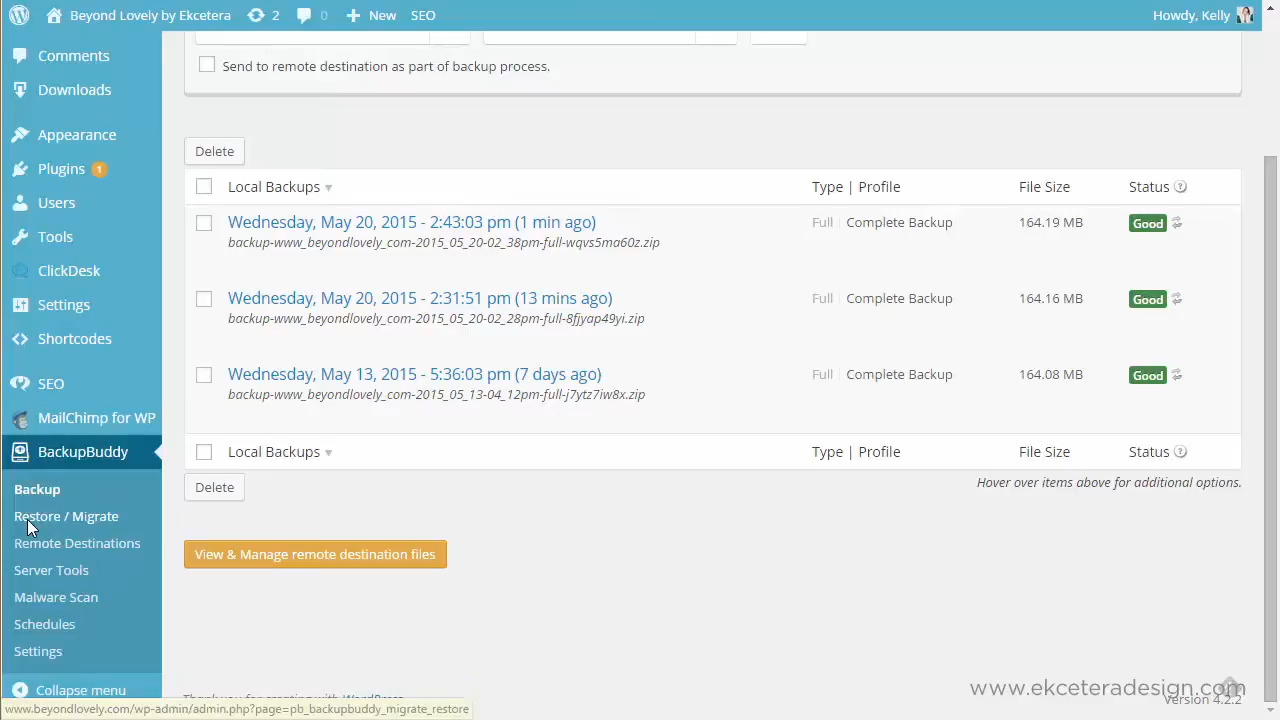 Beyond Lovely by Ekcetera 2 0 New SEO Howdy, Kelly
Comments
Downloads
Appearance
Plugins 1
Users
Tools
ClickDesk
Settings
Shortcodes
SEO
MailChimp for WP
BackupBuddy
Backup
Restore / Migrate
Remote Destinations
Server Tools
Malware Scan
Schedules
Settings
Collapse menu
Send to remote destination as part of backup process.
Delete
Local Backups Type | Profile File Size Status ?
Wednesday, May 20, 2015 - 2:43:03 pm (1 min ago) Full | Complete Backup 164.19 MB Good
backup-www_beyondlovely_com-2015_05_20-02_38pm-full-wqvs5ma60z.zip
Wednesday, May 20, 2015 - 2:31:51 pm (13 mins ago) Full | Complete Backup 164.16 MB Good
backup-www_beyondlovely_com-2015_05_20-02_28pm-full-8fjyap49yi.zip
Wednesday, May 13, 2015 - 5:36:03 pm (7 days ago) Full | Complete Backup 164.08 MB Good
backup-www_beyondlovely_com-2015_05_13-04_12pm-full-j7ytz7iw8x.zip
Local Backups Type | Profile File Size Status ?
Delete Hover over items above for additional options.
View & Manage remote destination files
Thank you for creating with WordPress
www.ekceteradesign.com
Version 4.2.2
www.beyondlovely.com/wp-admin/admin.php?page=pb_backupbuddy_migrate_restore